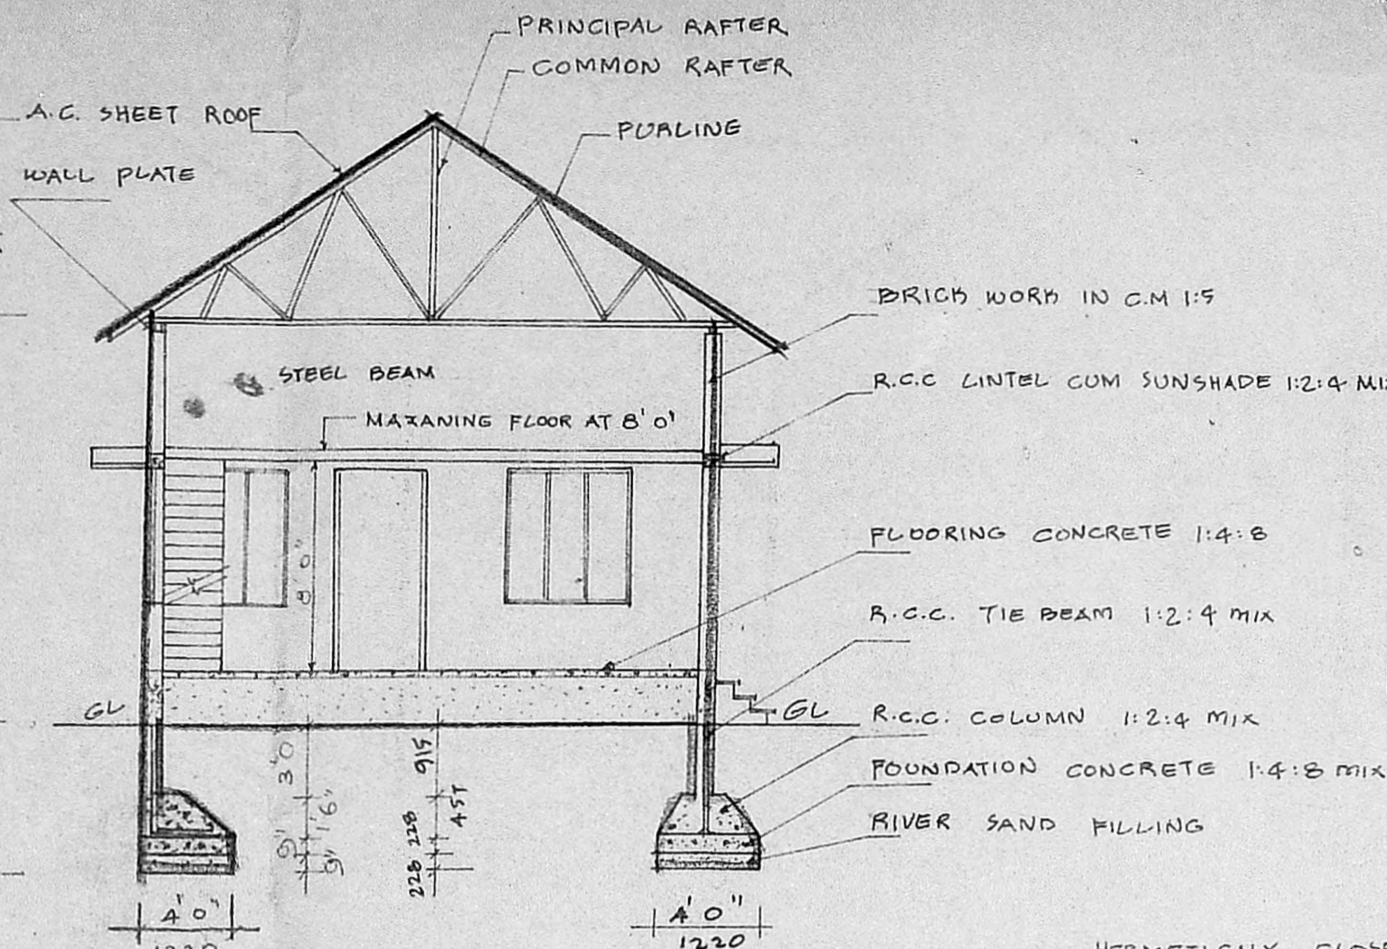 PRINCIPAL RAFTER
COMMON RAFTER
A.C. SHEET ROOF
PURLINE
WALL PLATE
BRICK WORK IN C.M 1:5
STEEL BEAM
R.C.C LINTEL CUM SUNSHADE 1:2:4
MAZANING FLOOR AT 8'0'
8'0"
FLOORING CONCRETE 1:4:8
R.C.C. TIE BEAM 1:2:4 MIX
GL
GL
R.C.C. COLUMN 1:2:4 MIX
3'0
915
FOUNDATION CONCRETE 1:4:8 MIX
1'6"
457
RIVER SAND FILLING
9"
228
9"
228
4'0"
4'0"
1220
1220